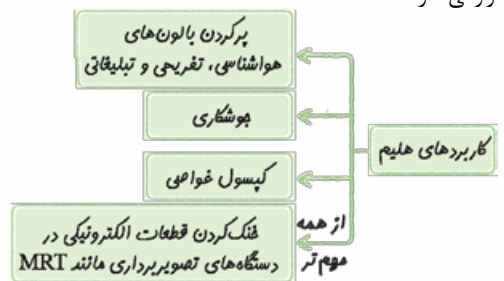 پرکردن بالون‌های
هواشناسی، تفریحی و تبلیغاتی
جوشکاری
کاربردهای هلیم
کپسول غواصی
از همه
مهم‌تر
خنک‌کردن قطعات الکترونیکی در
دستگاه‌های تصویربرداری مانند MRT